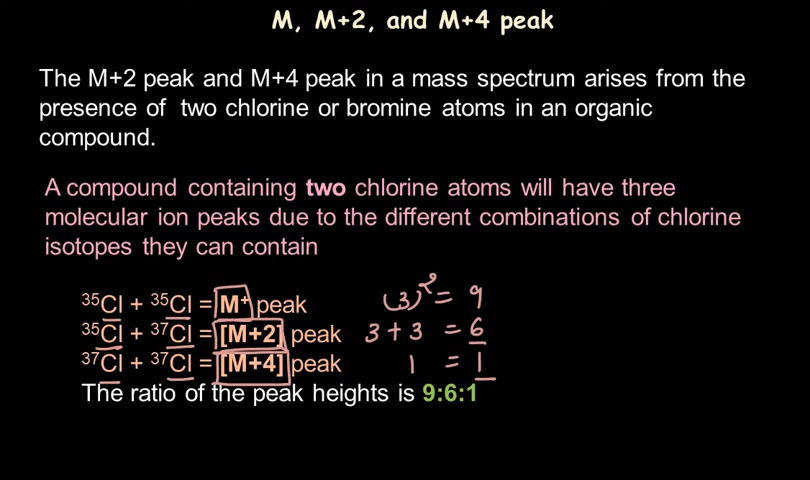 M, M+2, and M+4 peak
The M+2 peak and M+4 peak in a mass spectrum arises from the
presence of two chlorine or bromine atoms in an organic
compound.
A compound containing two chlorine atoms will have three
molecular ion peaks due to the different combinations of chlorine
isotopes they can contain
³⁵Cl + ³⁵Cl = M⁺ peak (3)² = 9
³⁵Cl + ³⁷Cl = [M+2] peak 3 + 3 = 6
³⁷Cl + ³⁷Cl = [M+4] peak 1 = 1
The ratio of the peak heights is 9:6:1